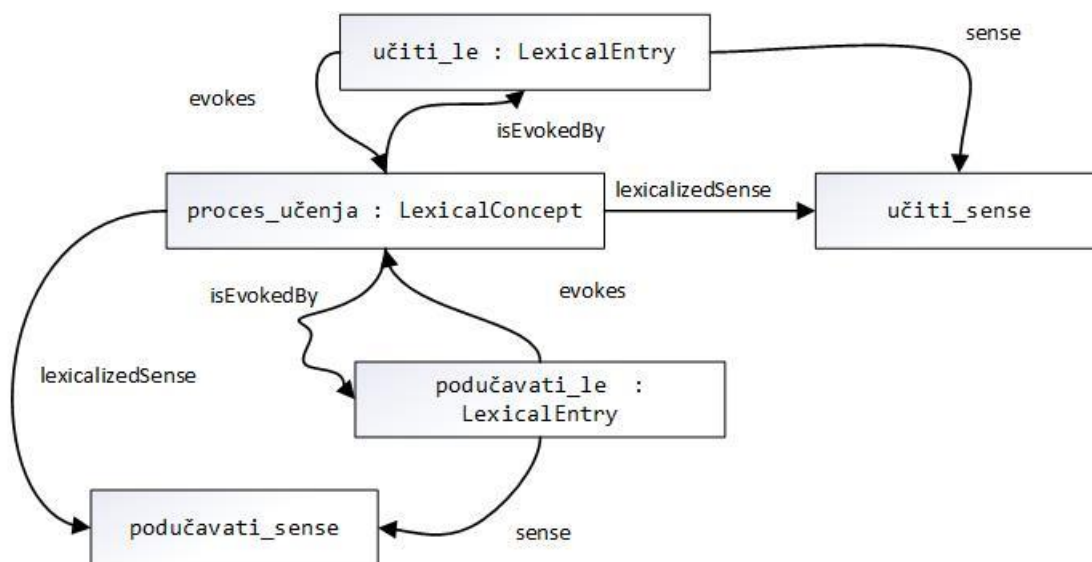 učiti_le : LexicalEntry
sense
evokes
isEvokedBy
proces_učenja : LexicalConcept
lexicalizedSense
učiti_sense
isEvokedBy
evokes
lexicalizedSense
podučavati_le :
LexicalEntry
podučavati_sense
sense